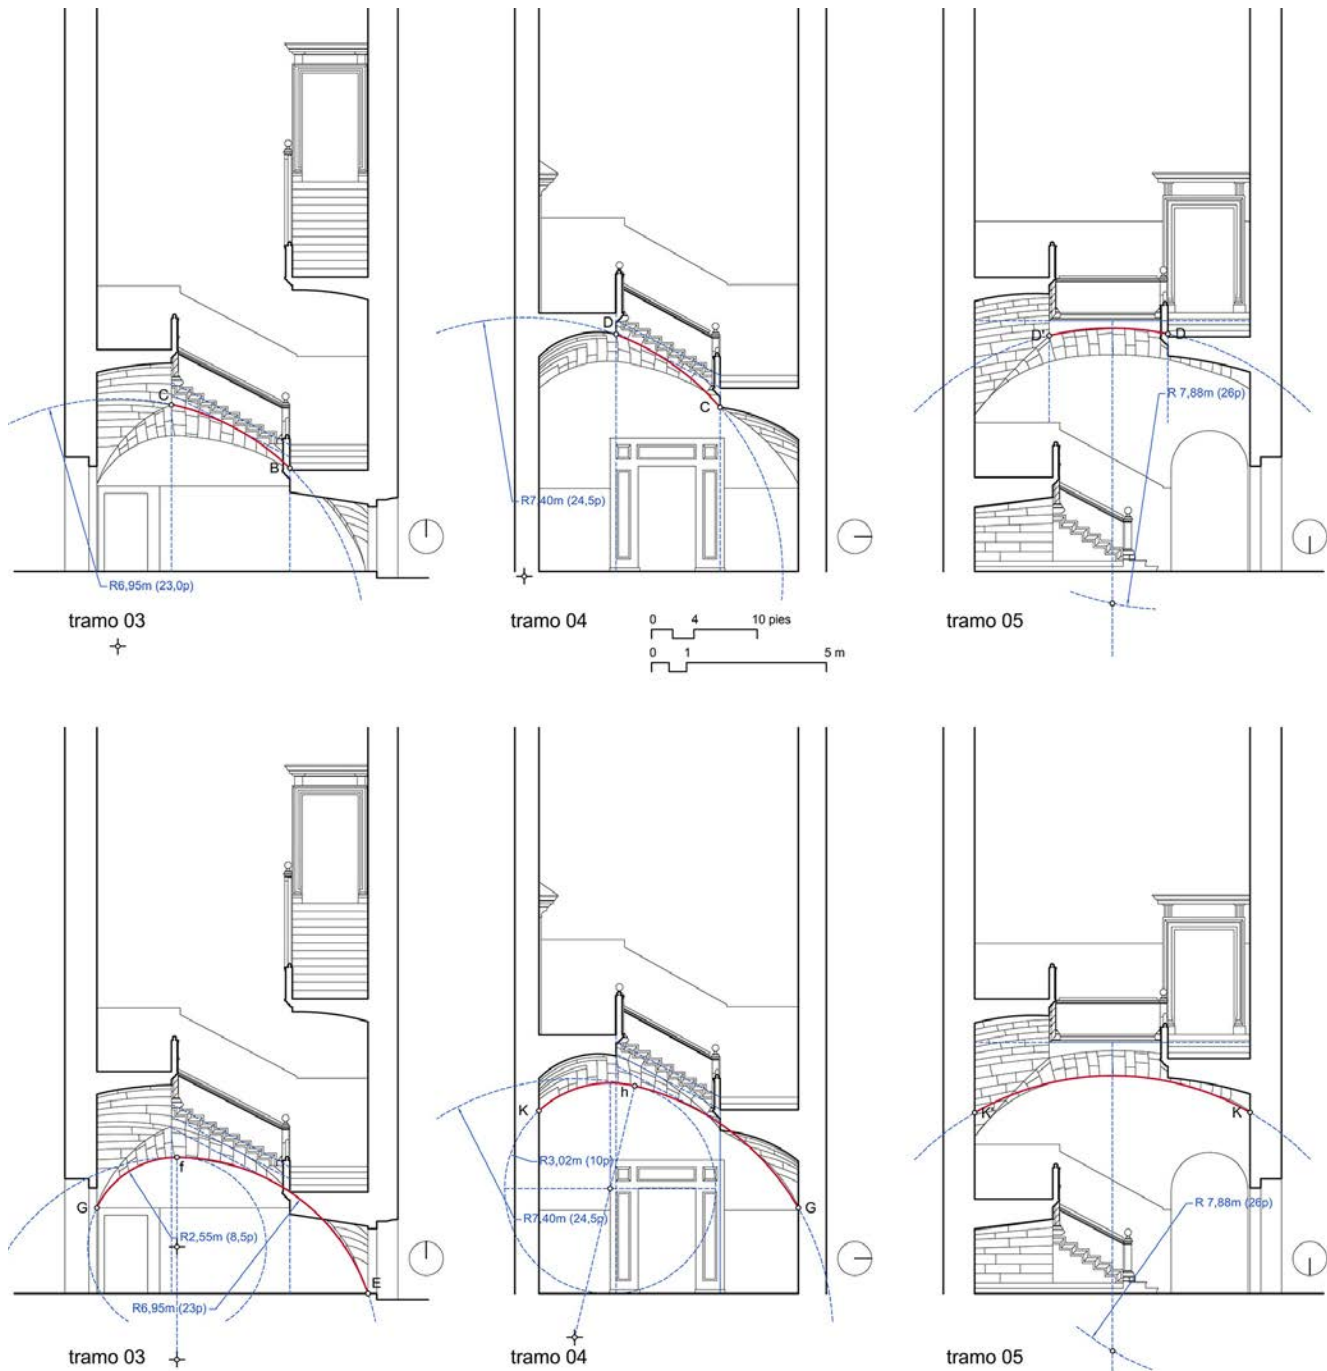 C
B
R6,95m (23,0p)
tramo 03
D
C
R7,40m (24,5p)
tramo 04
0 4 10 pies
0 1 5 m
D'
D
R 7,88m (26p)
tramo 05
f
G
R2,55m (8,5p)
E
R6,95m (23p)
tramo 03
h
K
R3,02m (10p)
R7,40m (24,5p)
G
tramo 04
K'
K
R 7,88m (26p)
tramo 05